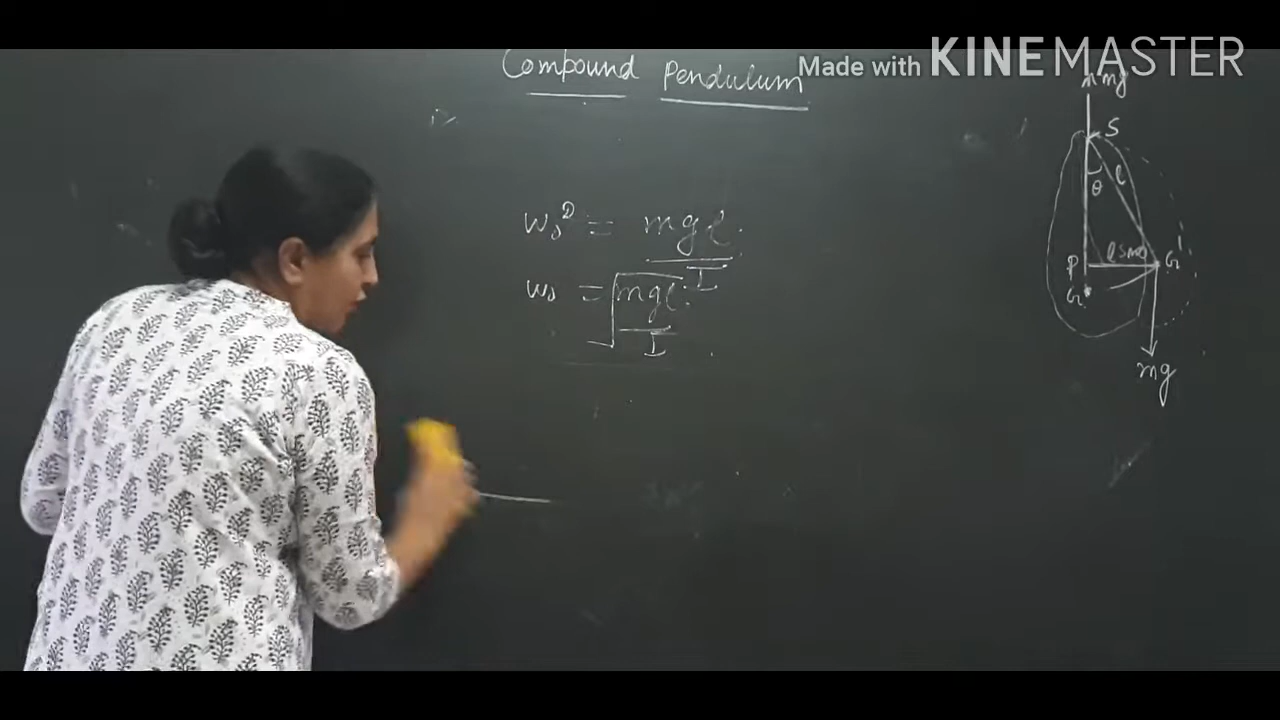 Compound Pendulum
Made with KINEMASTER
mg
S
θ l
ω₀² = mgl
I
ω₀ = √mgl
I
P l sinθ G'
G
mg